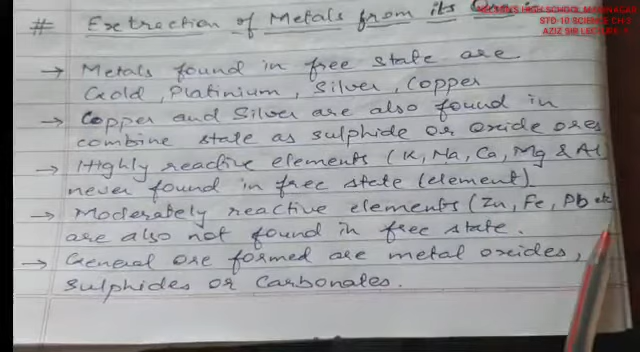 # Extraction of Metals from its
HIGH SCHOOL
STD 10 SCIENCE CH 3
AZIZ SIR LECTURE
→ Metals found in free state are
Gold, Platinium, Silver, Copper
→ Copper and Silver are also found in
combine state as sulphide or oxide ores
→ Highly reactive elements (K, Na, Ca, Mg & Al)
never found in free state (element)
→ Moderately reactive elements (Zn, Fe, Pb etc
are also not found in free state.
→ General ore formed are metal oxides,
sulphides or Carbonates.